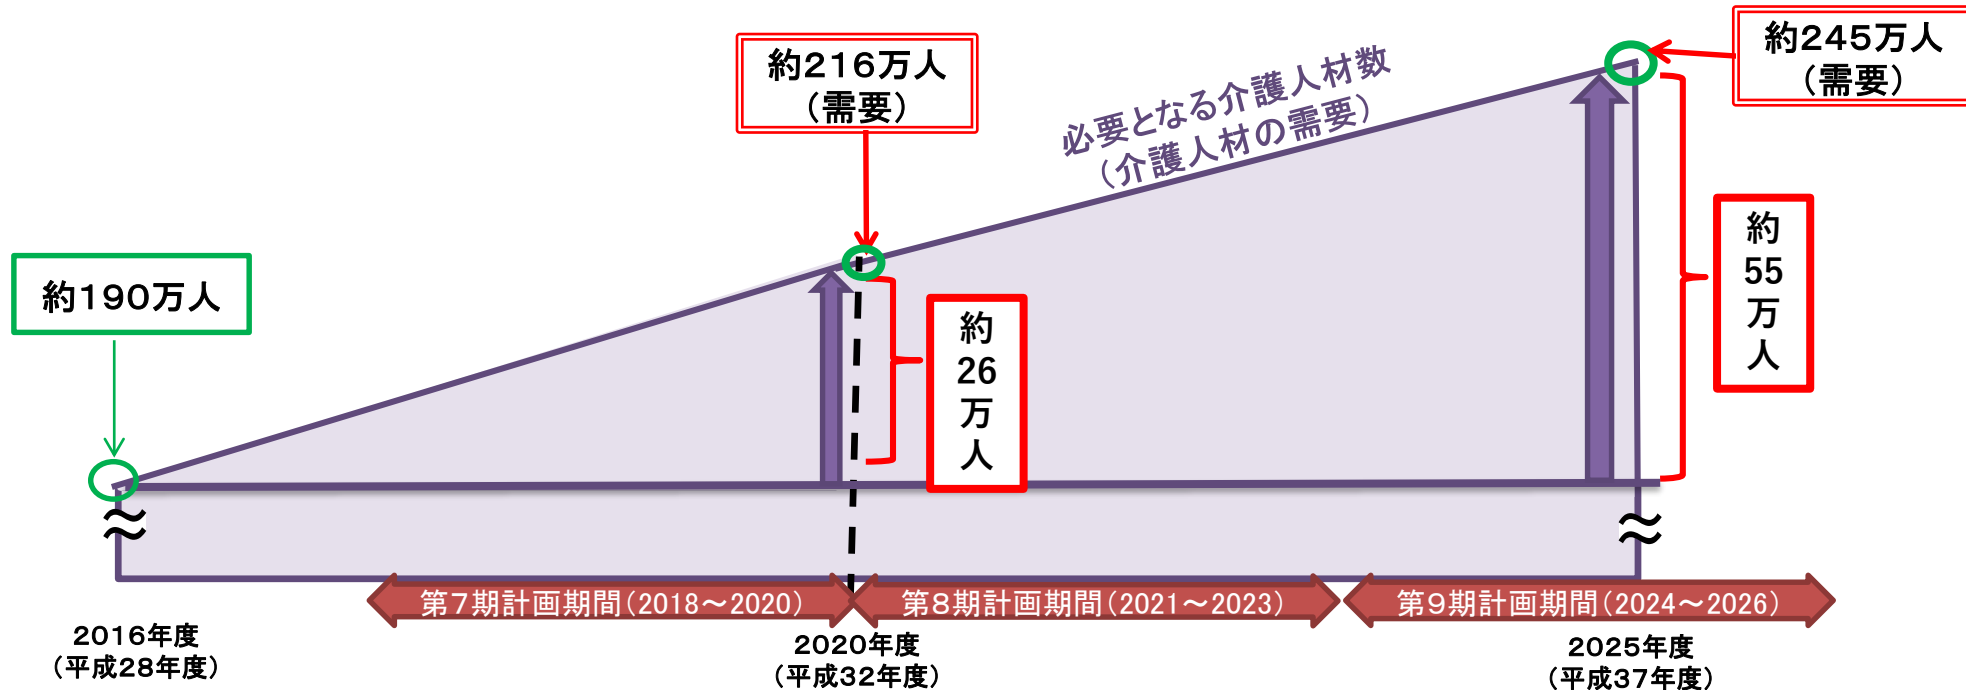 約216万人
(需要)
約245万人
(需要)
必要となる介護人材数
(介護人材の需要)
約190万人
約
26
万
人
約
55
万
人
第7期計画期間(2018~2020)
第8期計画期間(2021~2023)
第9期計画期間(2024~2026)
2016年度
(平成28年度)
2020年度
(平成32年度)
2025年度
(平成37年度)